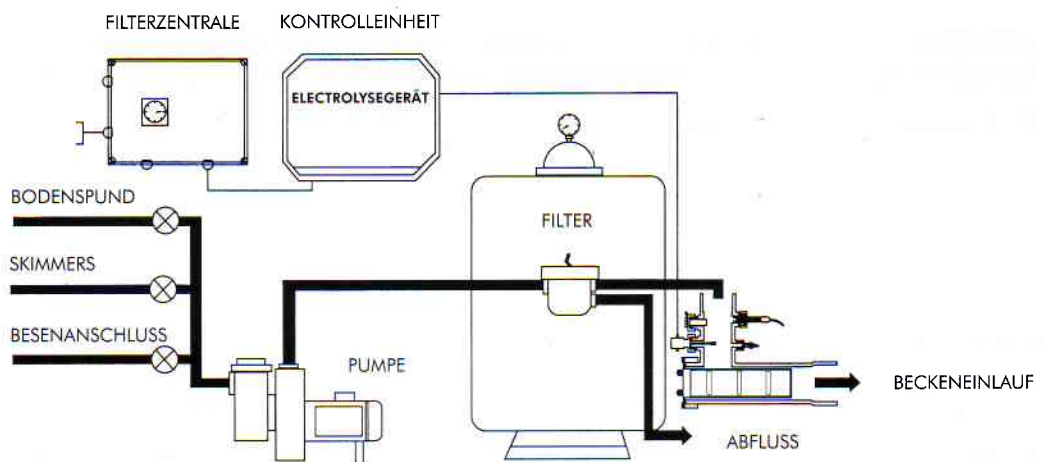 FILTERZENTRALE
KONTROLLEINHEIT
ELECTROLYSEGERÄT
BODENSPUND
FILTER
SKIMMERS
BESENANSCHLUSS
PUMPE
BECKENEINLAUF
ABFLUSS